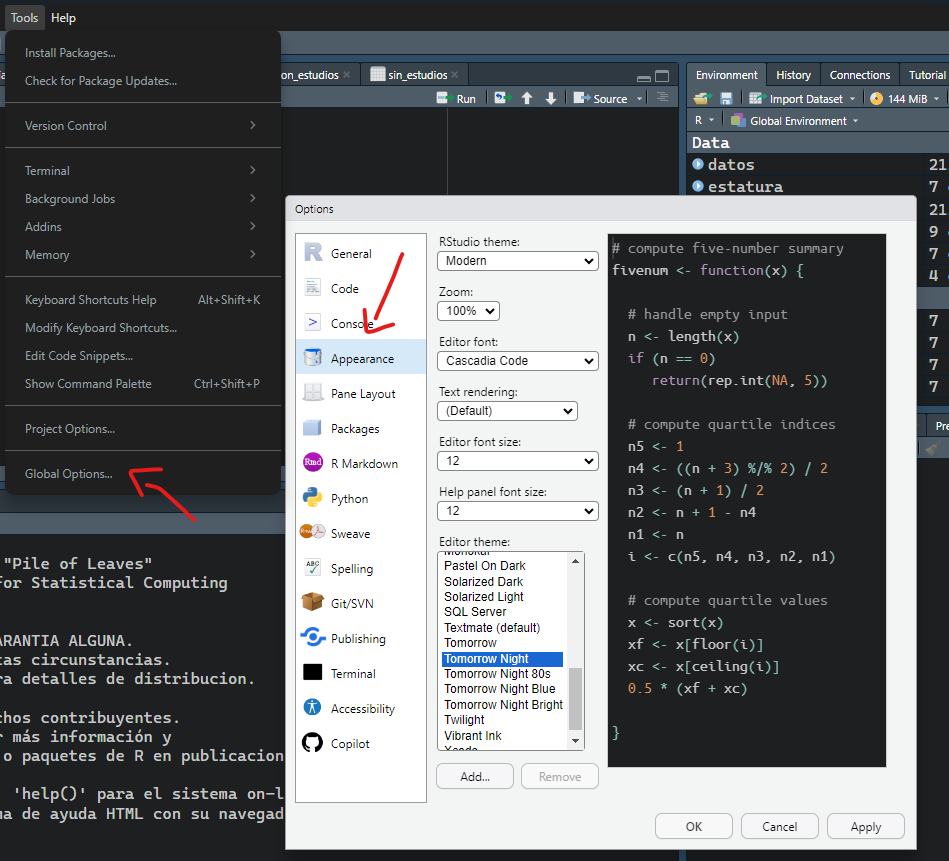 Tools Help
Install Packages...
Check for Package Updates...
Version Control
Terminal
Background Jobs
Addins
Memory
Keyboard Shortcuts Help Alt+Shift+K
Modify Keyboard Shortcuts...
Edit Code Snippets...
Show Command Palette Ctrl+Shift+P
Project Options...
Global Options...
on_estudios × sin_estudios ×
Run Source
Environment History Connections Tutorial
Import Dataset 144 MiB
R Global Environment
Data
datos 21
estatura 7
21
9
7
4
7
7
7
7
Pre
"Pile of Leaves"
for Statistical Computing
ARANTIA ALGUNA.
tas circunstancias.
ra detalles de distribucion.
chos contribuyentes.
r más información y
o paquetes de R en publicacion
'help()' para el sistema on-l
ma de ayuda HTML con su navegad
Options
General
Code
Console
Appearance
Pane Layout
Packages
Rmd R Markdown
Python
Sweave
ABC Spelling
Git/SVN
Publishing
Terminal
Accessibility
Copilot
RStudio theme:
Modern
Zoom:
100%
Editor font:
Cascadia Code
Text rendering:
(Default)
Editor font size:
12
Help panel font size:
12
Editor theme:
Monokai
Pastel On Dark
Solarized Dark
Solarized Light
SQL Server
Textmate (default)
Tomorrow
Tomorrow Night
Tomorrow Night 80s
Tomorrow Night Blue
Tomorrow Night Bright
Twilight
Vibrant Ink
Xcode
Add... Remove
# compute five-number summary
fivenum <- function(x) {
# handle empty input
n <- length(x)
if (n == 0)
return(rep.int(NA, 5))
# compute quartile indices
n5 <- 1
n4 <- ((n + 3) %/% 2) / 2
n3 <- (n + 1) / 2
n2 <- n + 1 - n4
n1 <- n
i <- c(n5, n4, n3, n2, n1)
# compute quartile values
x <- sort(x)
xf <- x[floor(i)]
xc <- x[ceiling(i)]
0.5 * (xf + xc)
}
OK Cancel Apply